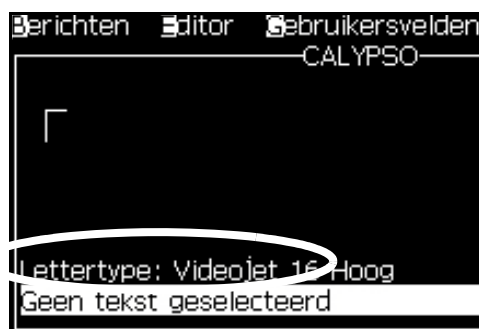 Berichten Editor Gebruikersvelden
CALYPSO
Lettertype: Videojet 16 Hoog
Geen tekst geselecteerd